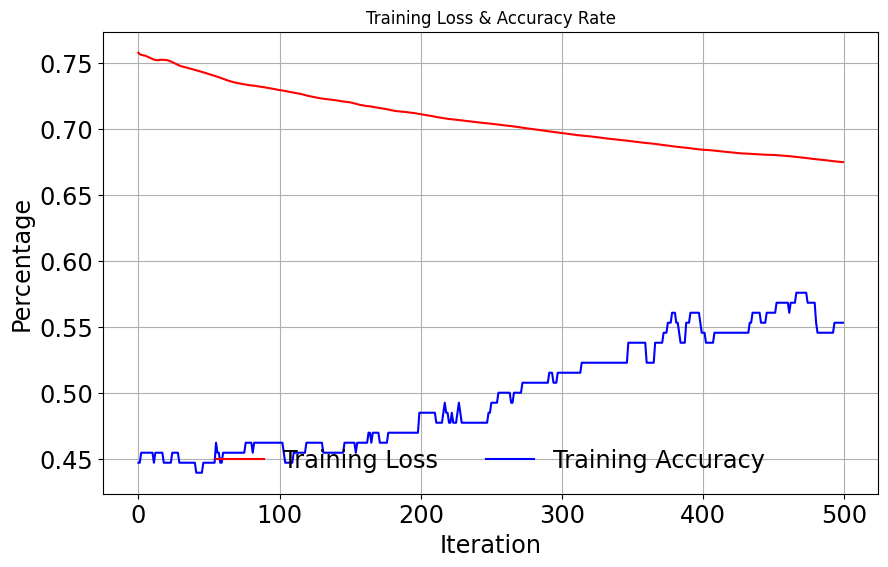 Training Loss & Accuracy Rate
0.75
0.70
0.65
0.60
0.55
0.50
0.45
Percentage
Training Loss Training Accuracy
0 100 200 300 400 500
Iteration